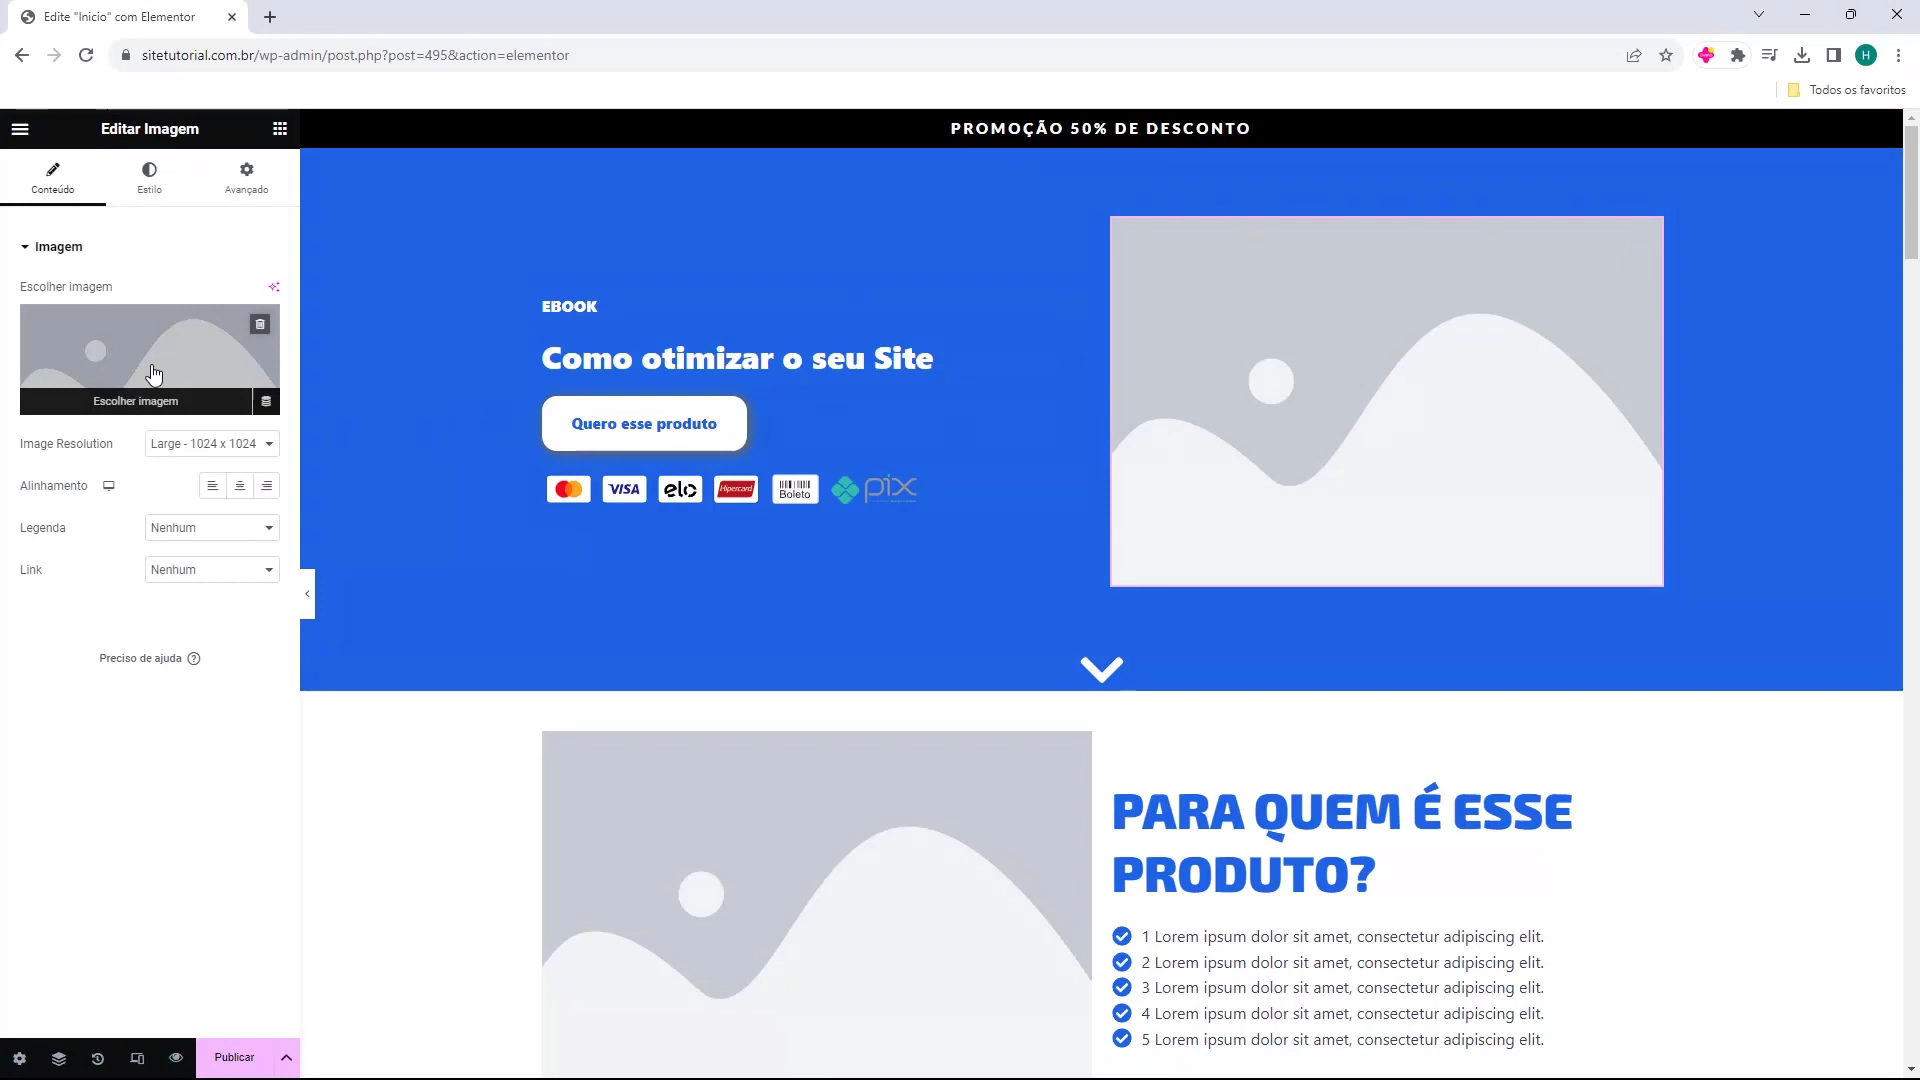 Edite "Inicio" com Elementor
sitetutorial.com.br/wp-admin/post.php?post=495&action=elementor
H
Todos os favoritos
Editar Imagem
Conteúdo
Estilo
Avançado
Imagem
Escolher imagem
Escolher imagem
Image Resolution
Large - 1024 x 1024
Alinhamento
Legenda
Nenhum
Link
Nenhum
Preciso de ajuda ?
Publicar
PROMOÇÃO 50% DE DESCONTO
EBOOK
Como otimizar o seu Site
Quero esse produto
VISA
elo
Hipercard
Boleto
pix
PARA QUEM É ESSE
PRODUTO?
1 Lorem ipsum dolor sit amet, consectetur adipiscing elit.
2 Lorem ipsum dolor sit amet, consectetur adipiscing elit.
3 Lorem ipsum dolor sit amet, consectetur adipiscing elit.
4 Lorem ipsum dolor sit amet, consectetur adipiscing elit.
5 Lorem ipsum dolor sit amet, consectetur adipiscing elit.